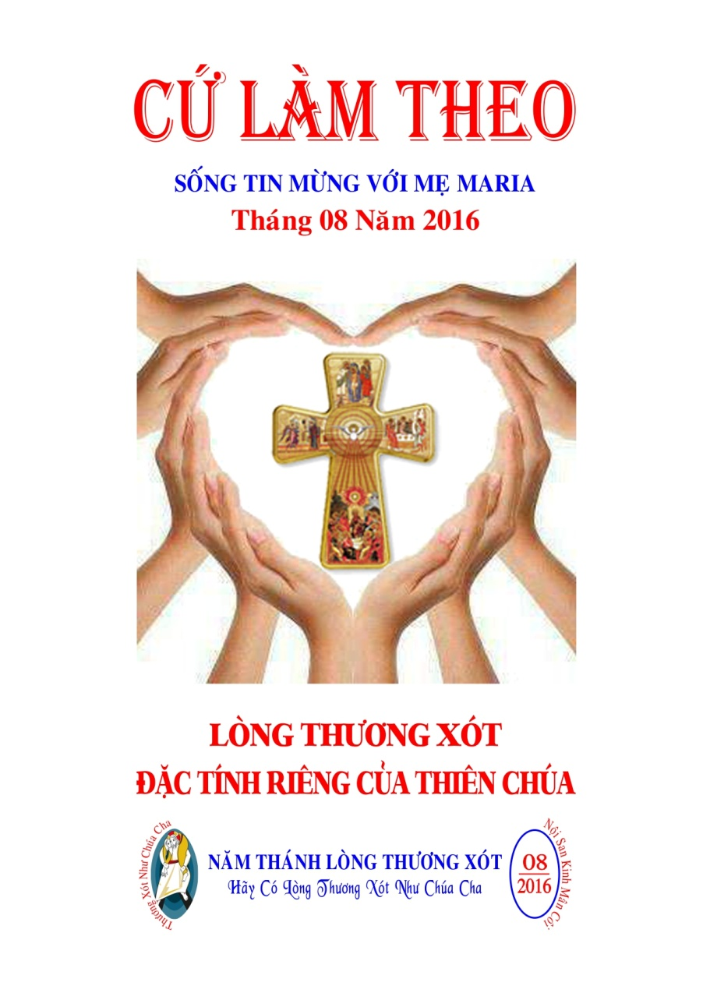 CỨ LÀM THEO
SỐNG TIN MỪNG VỚI MẸ MARIA
Tháng 08 Năm 2016
LÒNG THƯƠNG XÓT
ĐẶC TÍNH RIÊNG CỦA THIÊN CHÚA
Thương Xót Như Chúa Cha
NĂM THÁNH LÒNG THƯƠNG XÓT
Hãy Có Lòng Thương Xót Như Chúa Cha
08
2016
Nội San Kinh Mân Côi